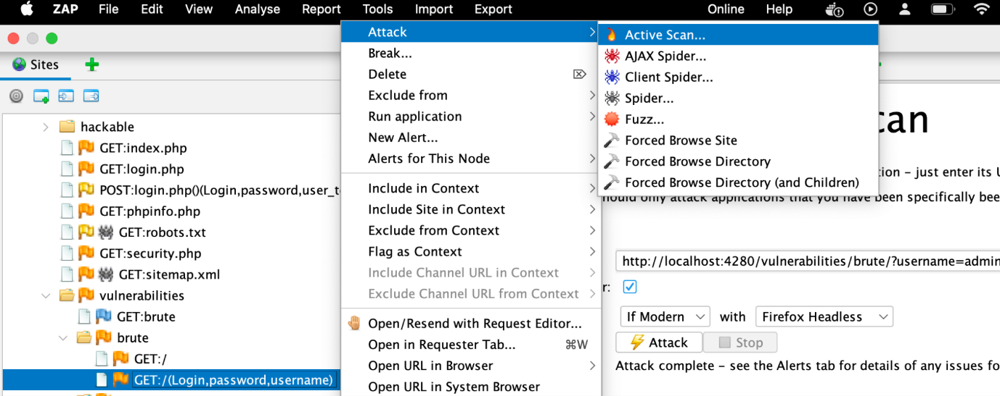 ZAP File Edit View Analyse Report Tools Import Export Online Help
Sites
hackable
GET:index.php
GET:login.php
POST:login.php()(Login,password,user_t
GET:phpinfo.php
GET:robots.txt
GET:security.php
GET:sitemap.xml
vulnerabilities
GET:brute
brute
GET:/
GET:/(Login,password,username)
Attack
Break...
Delete
Exclude from
Run application
New Alert...
Alerts for This Node
Include in Context
Include Site in Context
Exclude from Context
Flag as Context
Include Channel URL in Context
Exclude Channel URL from Context
Open/Resend with Request Editor...
Open in Requester Tab... ⌘W
Open URL in Browser
Open URL in System Browser
Active Scan...
AJAX Spider...
Client Spider...
Spider...
Fuzz...
Forced Browse Site
Forced Browse Directory
Forced Browse Directory (and Children)
can
tion – just enter its U
ould only attack applications that you have been specifically bee
http://localhost:4280/vulnerabilities/brute/?username=admin
r:
If Modern with Firefox Headless
Attack Stop
Attack complete – see the Alerts tab for details of any issues fo